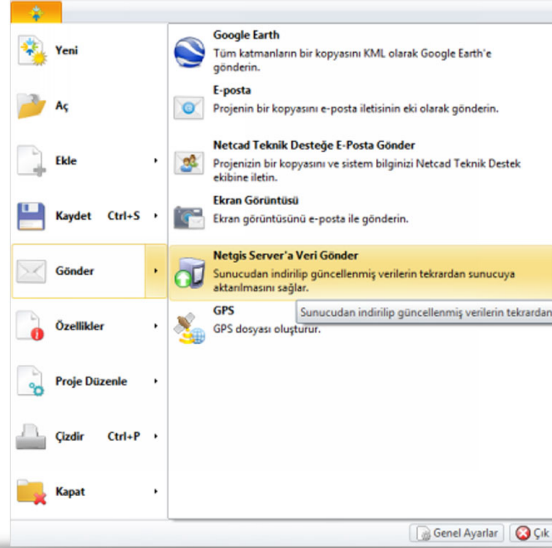 Yeni
Aç
Ekle
Kaydet Ctrl+S
Gönder
Özellikler
Proje Düzenle
Çizdir Ctrl+P
Kapat
Google Earth
Tüm katmanların bir kopyasını KML olarak Google Earth'e
gönderin.
E-posta
Projenin bir kopyasını e-posta iletisinin eki olarak gönderin.
Netcad Teknik Desteğe E-Posta Gönder
Projenizin bir kopyasını ve sistem bilginizi Netcad Teknik Destek
ekibine iletin.
Ekran Görüntüsü
Ekran görüntüsünü e-posta ile gönderin.
Netgis Server'a Veri Gönder
Sunucudan indirilip güncellenmiş verilerin tekrardan sunucuya
aktarılmasını sağlar.
Sunucudan indirilip güncellenmiş verilerin tekrardan
GPS
GPS dosyası oluşturur.
Genel Ayarlar
Çık